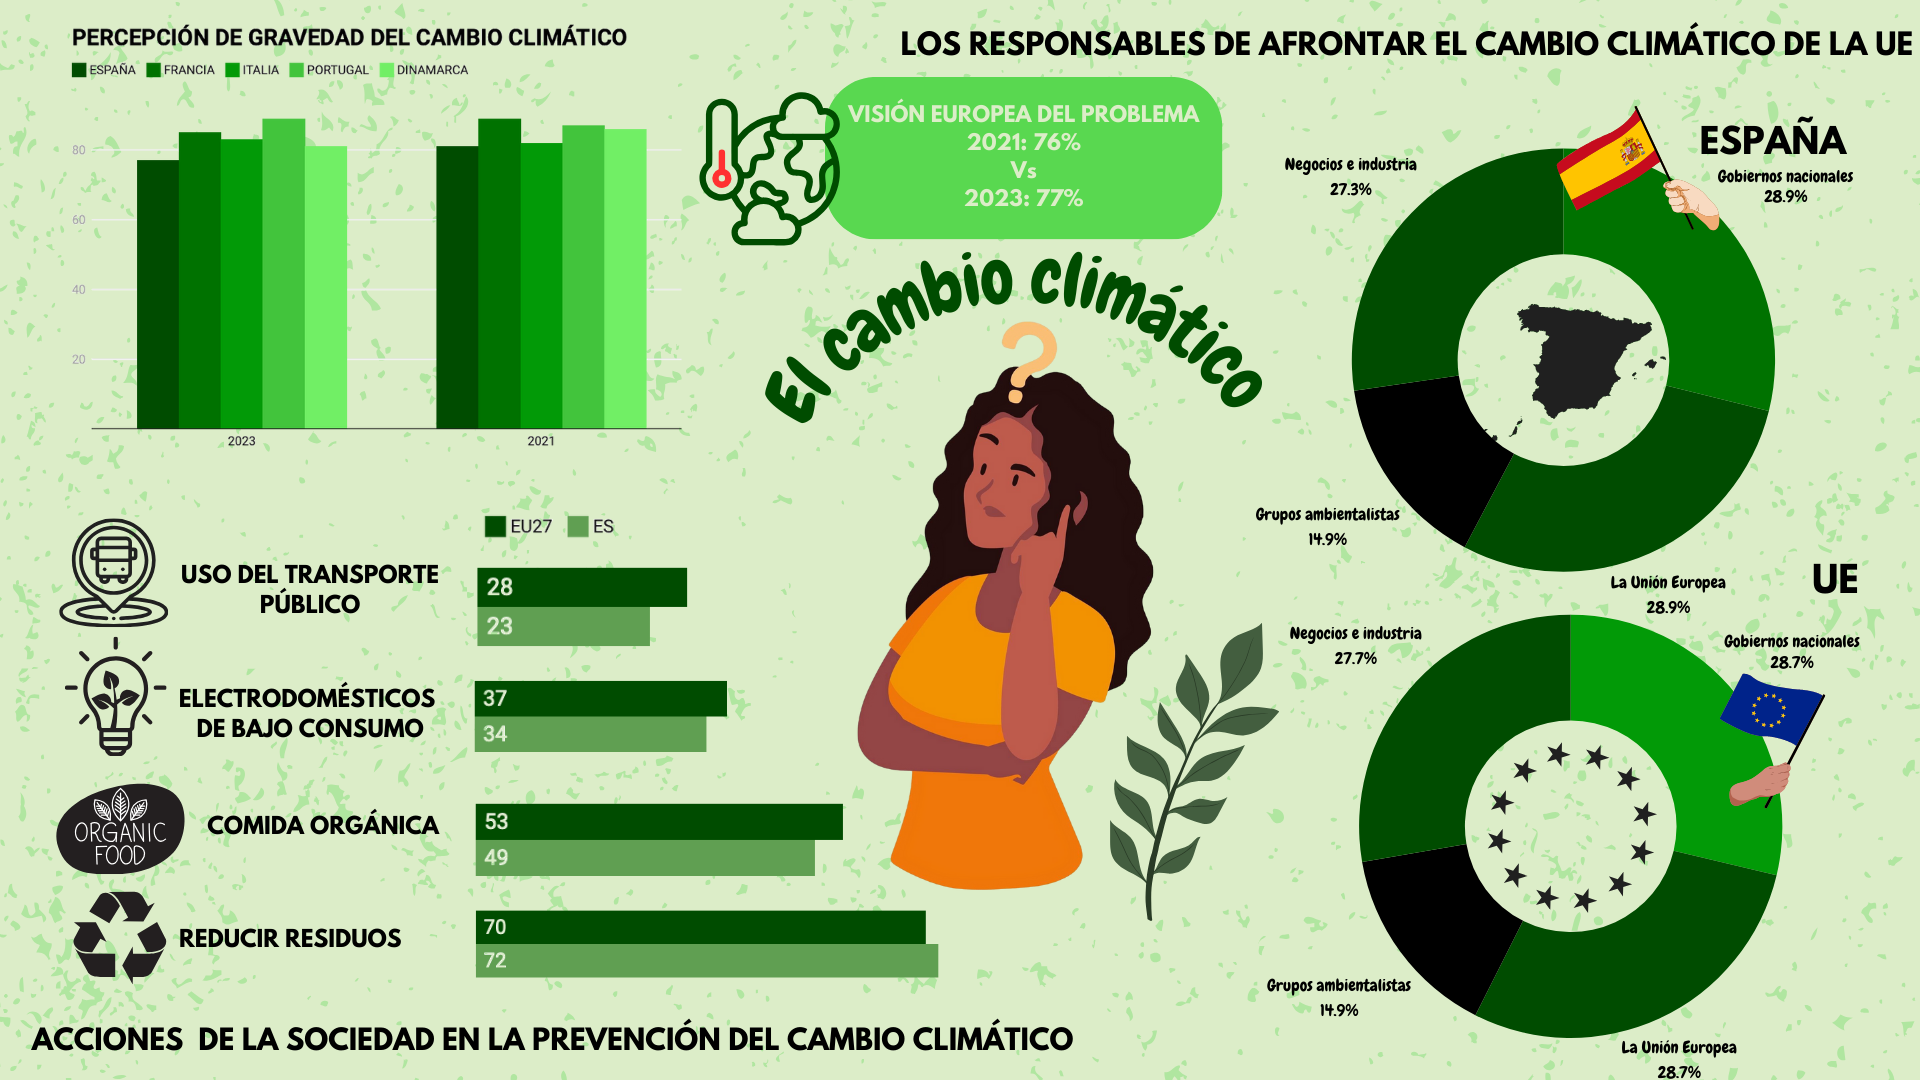 PERCEPCIÓN DE GRAVEDAD DEL CAMBIO CLIMÁTICO
ESPAÑA FRANCIA ITALIA PORTUGAL DINAMARCA
80
60
40
20
2023 2021
LOS RESPONSABLES DE AFRONTAR EL CAMBIO CLIMÁTICO DE LA UE
VISIÓN EUROPEA DEL PROBLEMA
2021: 76%
Vs
2023: 77%
El cambio climático
?
ESPAÑA
Negocios e industria
27.3%
Gobiernos nacionales
28.9%
Grupos ambientalistas
14.9%
La Unión Europea
28.9%
UE
Negocios e industria
27.7%
Gobiernos nacionales
28.7%
Grupos ambientalistas
14.9%
La Unión Europea
28.7%
EU27 ES
USO DEL TRANSPORTE
PÚBLICO
28
23
ELECTRODOMÉSTICOS
DE BAJO CONSUMO
37
34
ORGANIC
FOOD
COMIDA ORGÁNICA
53
49
REDUCIR RESIDUOS
70
72
ACCIONES DE LA SOCIEDAD EN LA PREVENCIÓN DEL CAMBIO CLIMÁTICO